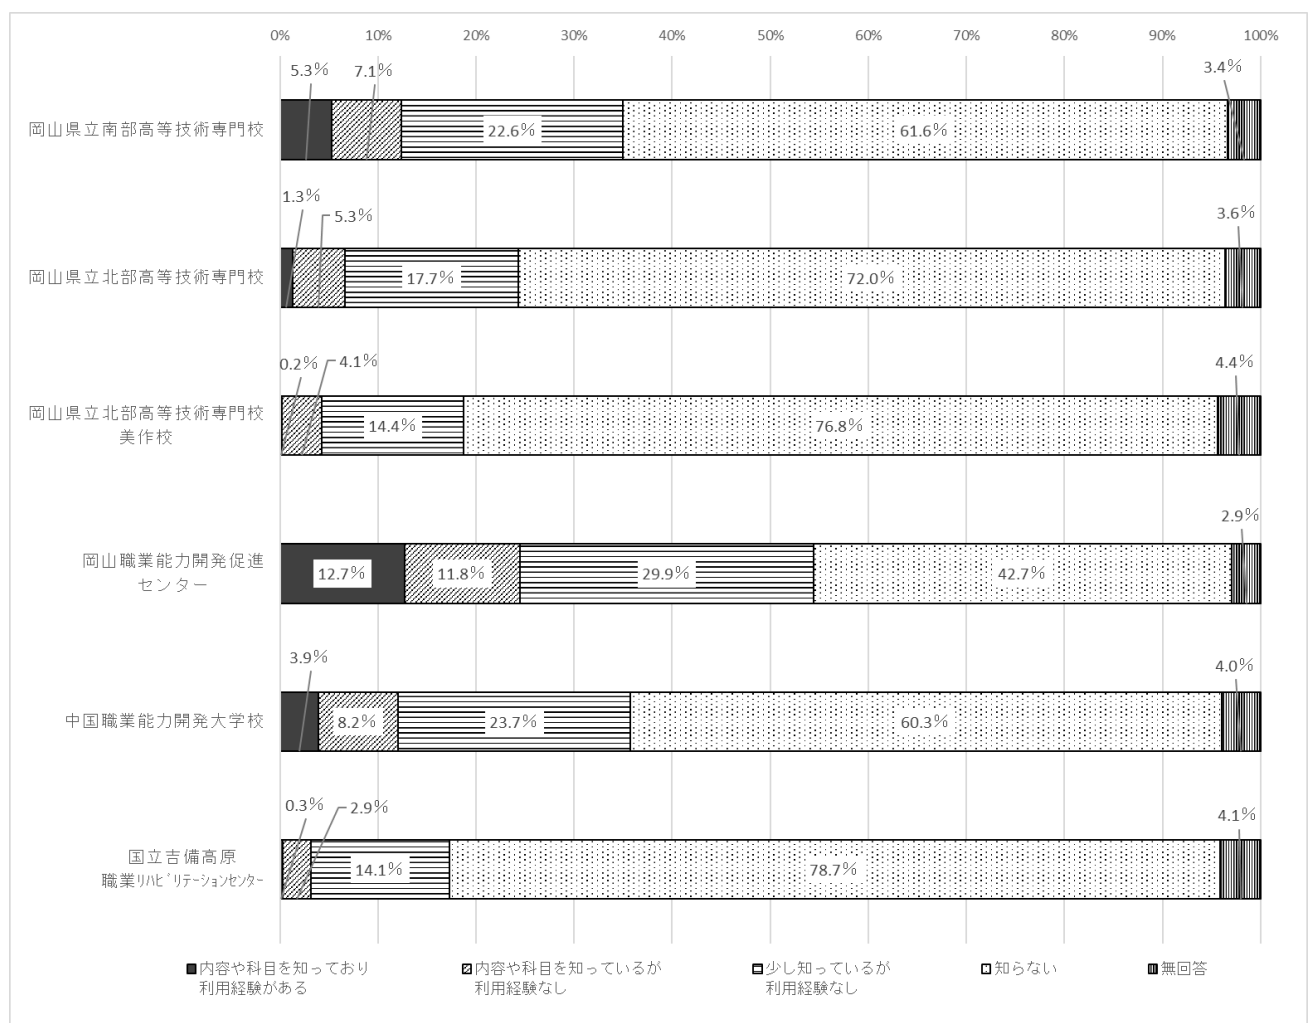 0% 10% 20% 30% 40% 50% 60% 70% 80% 90% 100%
5.3% 7.1% 3.4%
岡山県立南部高等技術専門校 22.6% 61.6%
1.3% 5.3% 3.6%
岡山県立北部高等技術専門校 17.7% 72.0%
0.2% 4.1% 4.4%
岡山県立北部高等技術専門校
美作校
14.4% 76.8%
2.9%
岡山職業能力開発促進
センター
12.7% 11.8% 29.9% 42.7%
3.9% 4.0%
中国職業能力開発大学校 8.2% 23.7% 60.3%
0.3% 2.9% 4.1%
国立吉備高原
職業ﾘﾊﾋﾞﾘﾃｰｼｮﾝｾﾝﾀｰ
14.1% 78.7%
内容や科目を知っており
利用経験がある
内容や科目を知っているが
利用経験なし
少し知っているが
利用経験なし
知らない
無回答